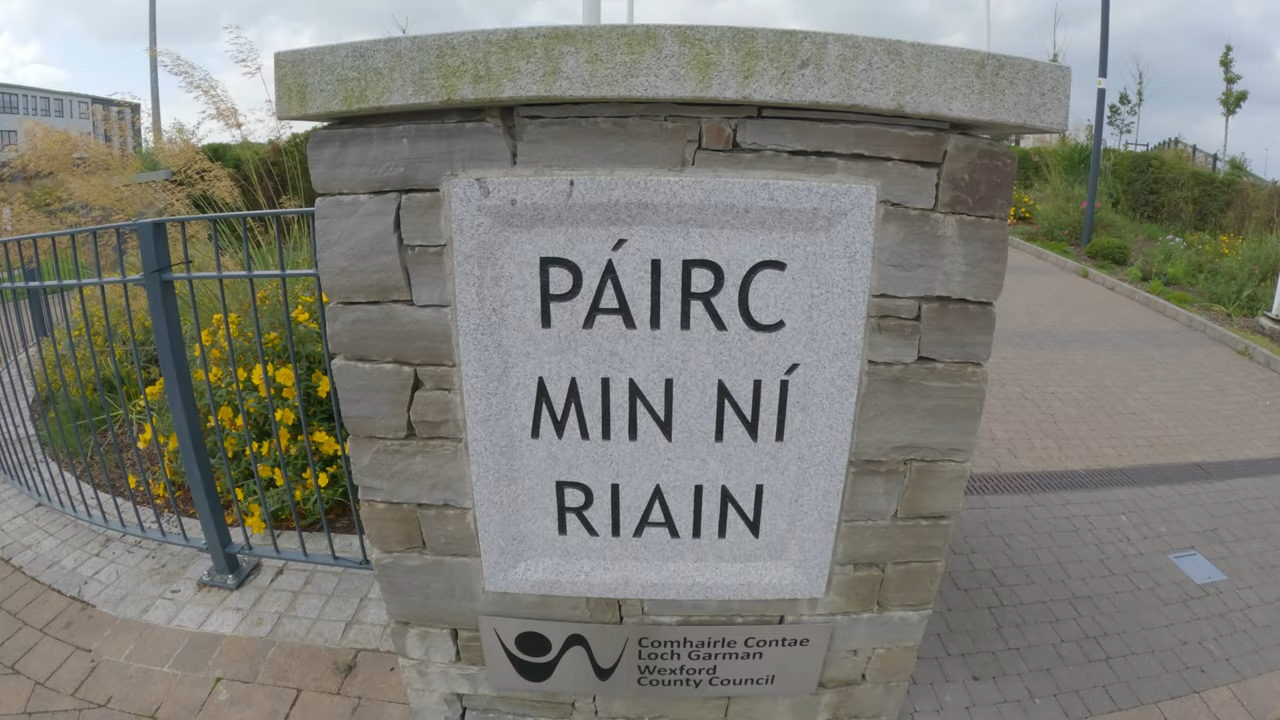 PÁIRC
MIN NÍ
RIAIN
Comhairle Contae
Loch Garman
Wexford
County Council